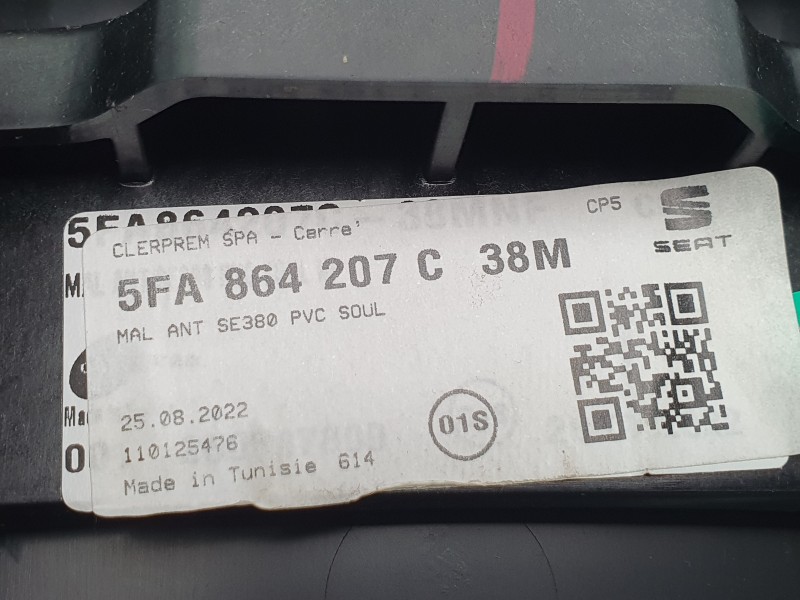 CP5
SEAT
CLERPREM SPA - Carre'
5FA 864 207 C 38M
MAL ANT SE380 PVC SOUL
25.08.2022
110125476
Made in Tunisie 614
01S